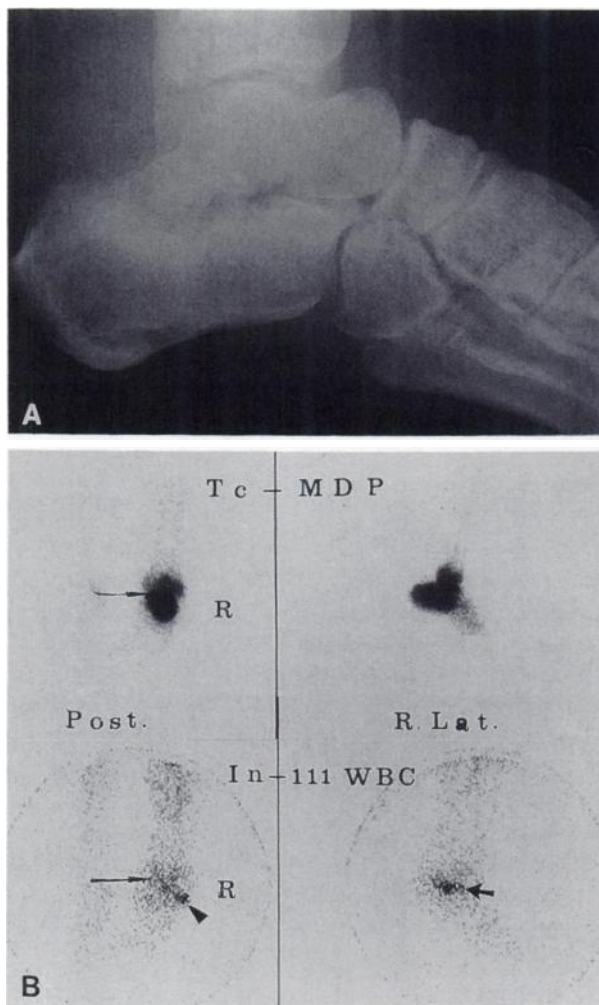 A
Tc - MDP
R
Post.
R. Lat.
In-111 WBC
R
B